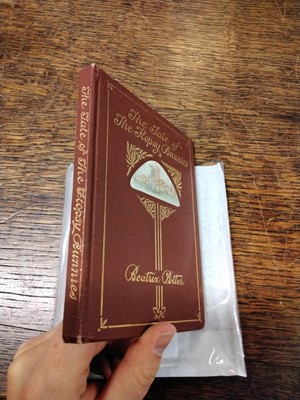 The Tale of
The Flopsy Bunnies
Beatrix Potter
The Tale of The Flopsy Bunnies